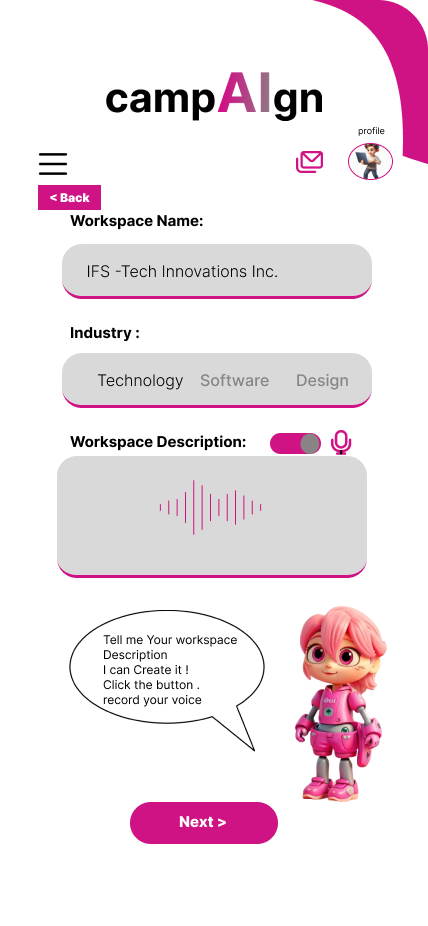 campAIgn
profile
< Back
Workspace Name:
IFS -Tech Innovations Inc.
Industry :
Technology Software Design
Workspace Description:
Tell me Your workspace
Description
I can Create it !
Click the button .
record your voice
Next >